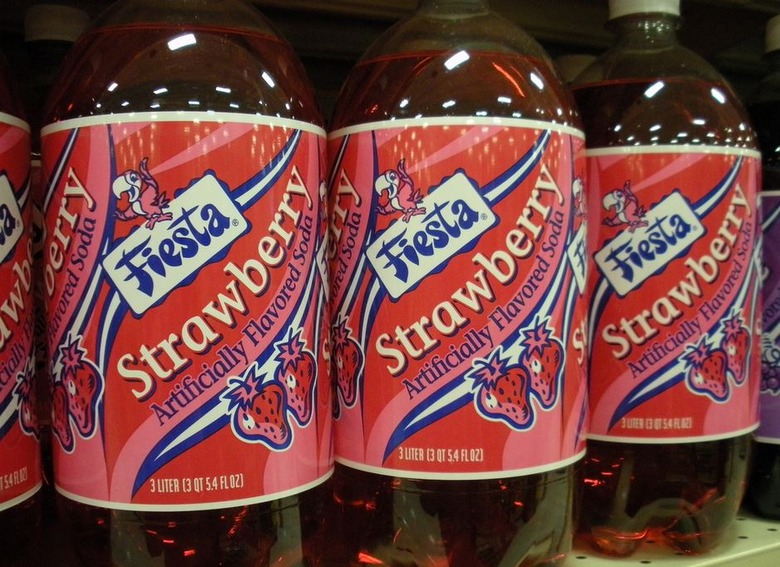 Fiesta®
Strawberry
Artificially Flavored Soda
3 LITER (3 QT 5.4 FL OZ)
Fiesta®
Strawberry
Artificially Flavored Soda
3 LITER (3 QT 5.4 FL OZ)
Fiesta
Strawberry
Artificially Flavored Soda
3 LITER (3 QT 5.4 FL OZ)